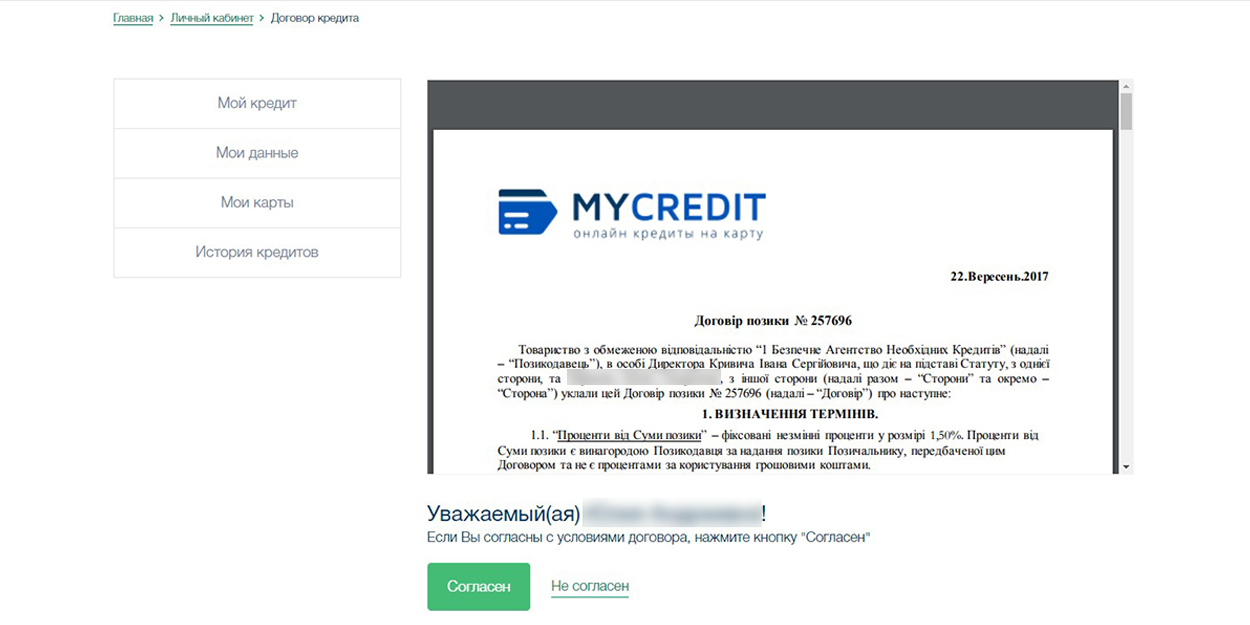 Главная > Личный кабинет > Договор кредита
Мой кредит
Мои данные
Мои карты
История кредитов
MYCREDIT
онлайн кредиты на карту
22.Вересень.2017
Договір позики № 257696
Товариство з обмеженою відповідальністю “1 Безпечне Агентство Необхідних Кредитів” (надалі
– “Позикодавець”), в особі Директора Кривича Івана Сергійовича, що діє на підставі Статуту, з однієї
сторони, та , з іншої сторони (надалі разом – “Сторони” та окремо –
“Сторона”) уклали цей Договір позики № 257696 (надалі – “Договір”) про наступне:
1. ВИЗНАЧЕННЯ ТЕРМІНІВ.
1.1. “Проценти від Суми позики” – фіксовані незмінні проценти у розмірі 1,50%. Проценти від
Суми позики є винагородою Позикодавця за надання позики Позичальнику, передбаченої цим
Договором та не є процентами за користування грошовими коштами.
Уважаемый(ая) !
Если Вы согласны с условиями договора, нажмите кнопку "Согласен"
Согласен
Не согласен